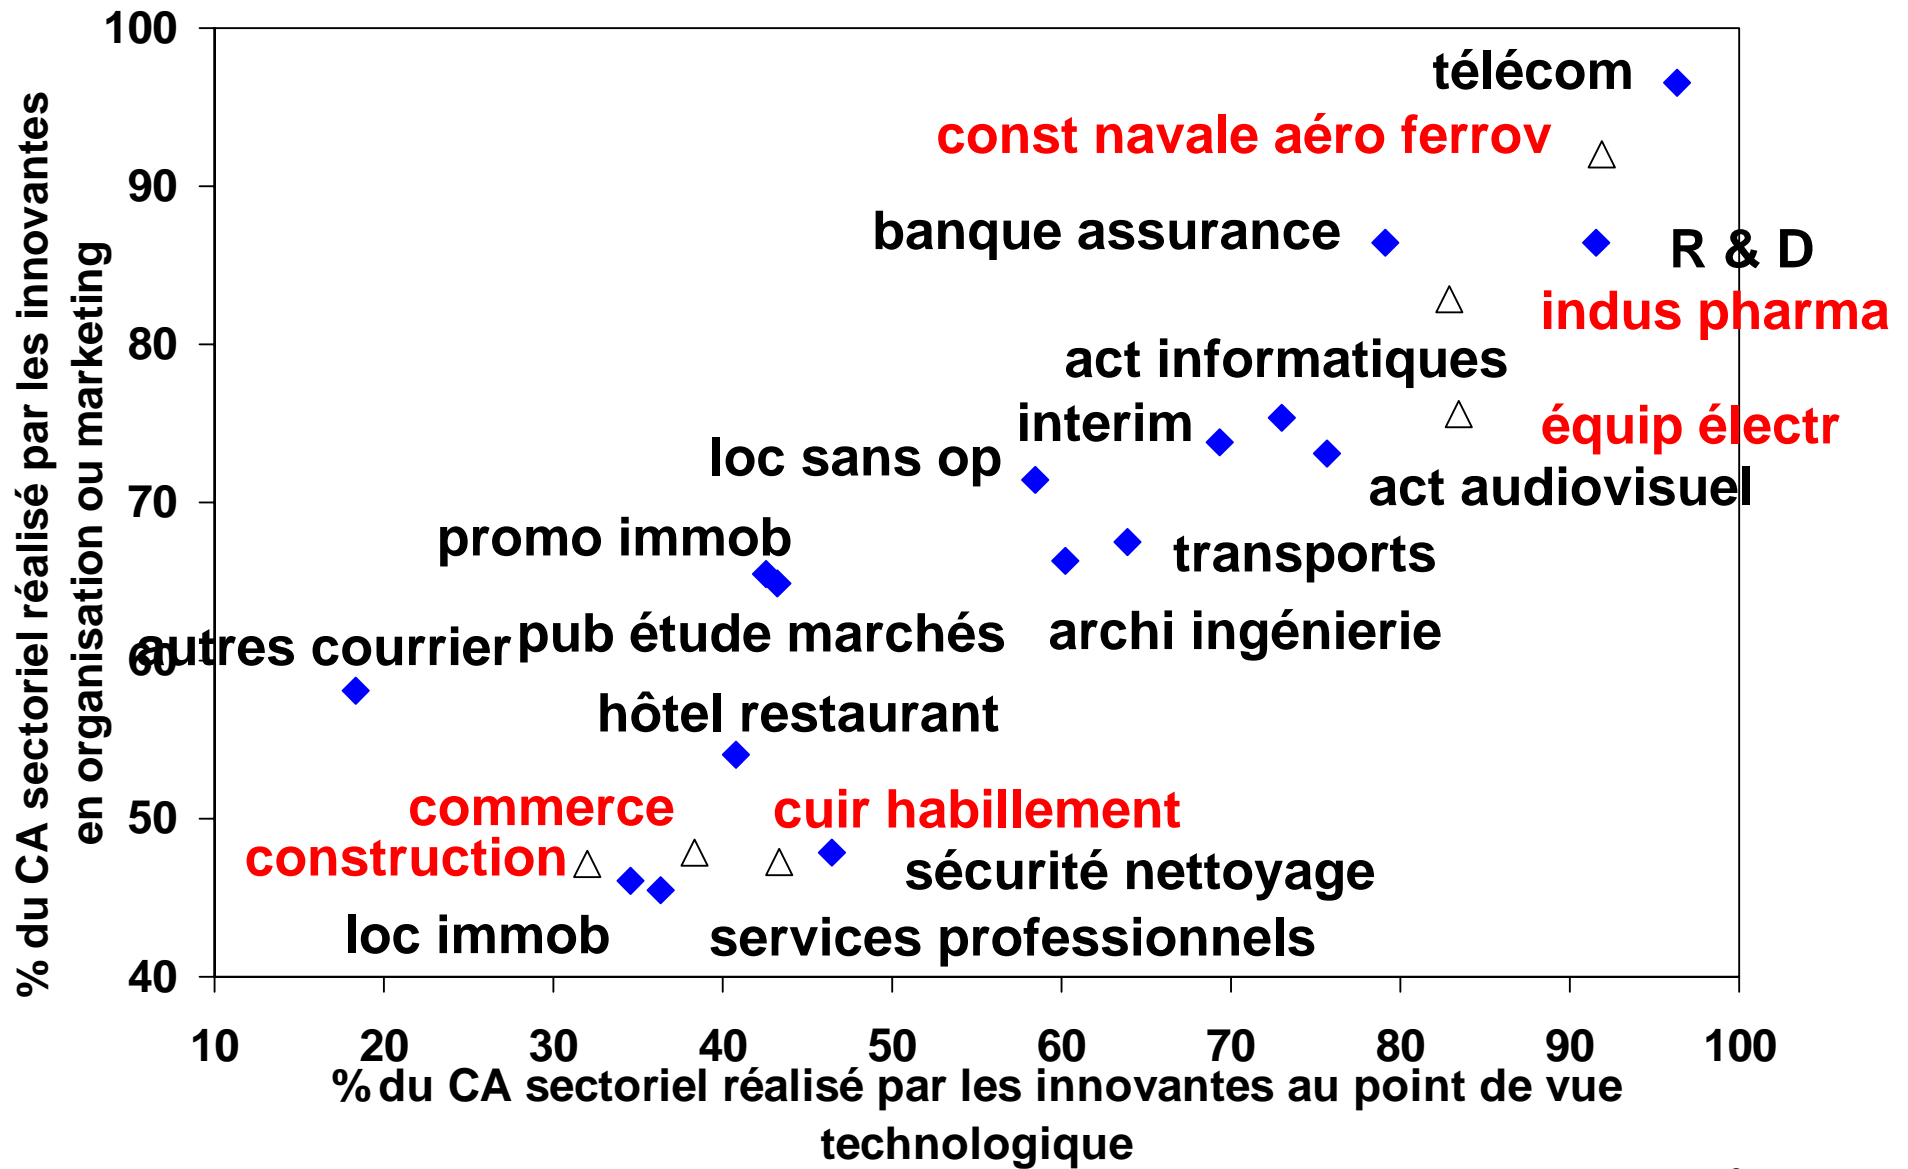 % du CA sectoriel réalisé par les innovantes
en organisation ou marketing
100
90
80
70
60
50
40
télécom
const navale aéro ferrov
banque assurance
R & D
indus pharma
act informatiques
interim
équip électr
loc sans op
act audiovisuel
promo immob
transports
autres courrier
pub étude marchés
archi ingénierie
hôtel restaurant
commerce
cuir habillement
construction
sécurité nettoyage
loc immob
services professionnels
10 20 30 40 50 60 70 80 90 100
% du CA sectoriel réalisé par les innovantes au point de vue
technologique